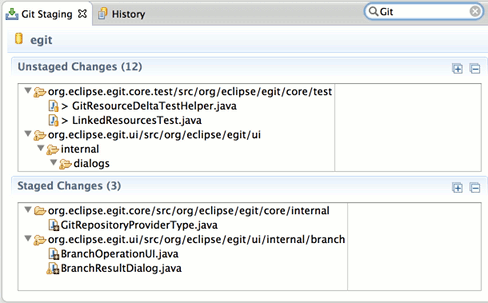 Git Staging
History
Git
egit
Unstaged Changes (12)
org.eclipse.egit.core.test/src/org/eclipse/egit/core/test
> GitResourceDeltaTestHelper.java
> LinkedResourcesTest.java
org.eclipse.egit.ui/src/org/eclipse/egit/ui
internal
dialogs
Staged Changes (3)
org.eclipse.egit.core/src/org/eclipse/egit/core/internal
GitRepositoryProviderType.java
org.eclipse.egit.ui/src/org/eclipse/egit/ui/internal/branch
BranchOperationUI.java
BranchResultDialog.java